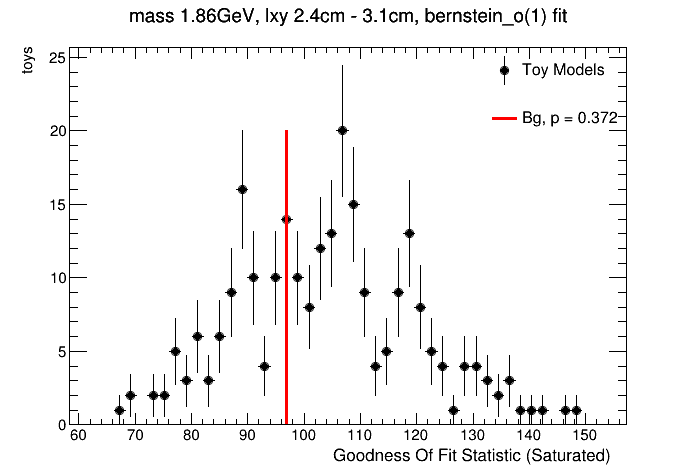 mass 1.86GeV, lxy 2.4cm - 3.1cm, bernstein_o(1) fit
toys
25
20
15
10
5
0
Toy Models
Bg, p = 0.372
60 70 80 90 100 110 120 130 140 150
Goodness Of Fit Statistic (Saturated)